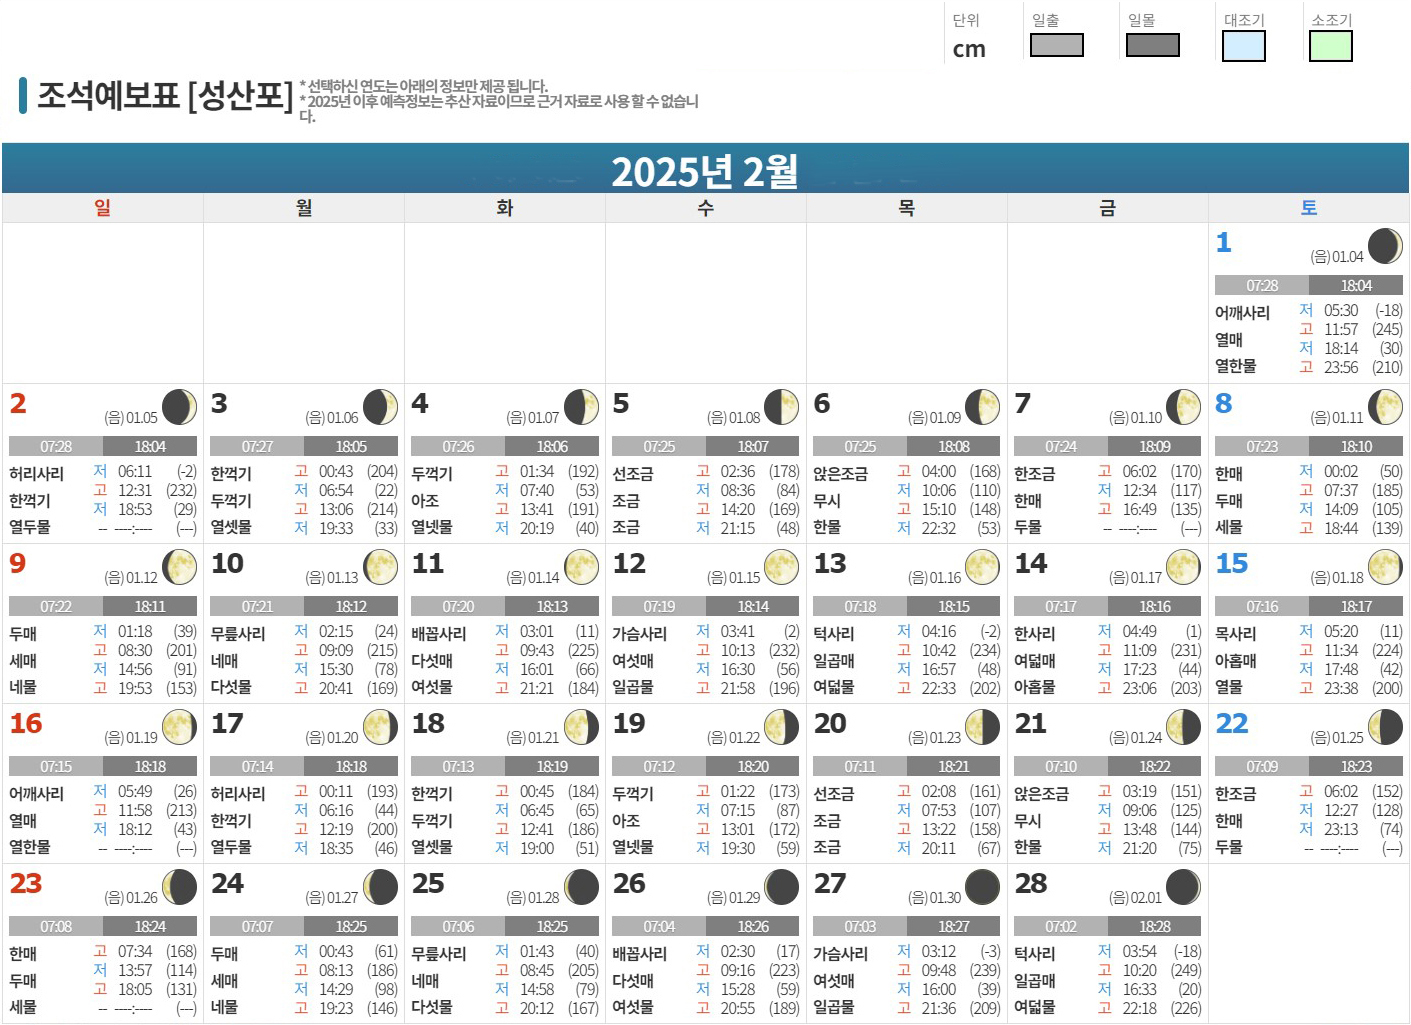 단위 일출 일몰 대조기 소조기
cm
조석예보표 [성산포]
* 선택하신 연도는 아래의 정보만 제공 됩니다.
* 2025년 이후 예측정보는 추산 자료이므로 근거 자료로 사용 할 수 없습니
다.
2025년 2월
일 월 화 수 목 금 토
1 (음) 01.04
07:28 18:04
어깨사리
열매
열한물
저 05:30 (-18)
고 11:57 (245)
저 18:14 (30)
고 23:56 (210)
2 (음) 01.05
07:28 18:04
허리사리
한꺽기
열두물
저 06:11 (-2)
고 12:31 (232)
저 18:53 (29)
-- ----:---- (---)
3 (음) 01.06
07:27 18:05
한꺽기
두꺽기
열셋물
고 00:43 (204)
저 06:54 (22)
고 13:06 (214)
저 19:33 (33)
4 (음) 01.07
07:26 18:06
두꺽기
아조
열넷물
고 01:34 (192)
저 07:40 (53)
고 13:41 (191)
저 20:19 (40)
5 (음) 01.08
07:25 18:07
선조금
조금
조금
고 02:36 (178)
저 08:36 (84)
고 14:20 (169)
저 21:15 (48)
6 (음) 01.09
07:25 18:08
앉은조금
무시
한물
고 04:00 (168)
저 10:06 (110)
고 15:10 (148)
저 22:32 (53)
7 (음) 01.10
07:24 18:09
한조금
한매
두물
고 06:02 (170)
저 12:34 (117)
고 16:49 (135)
-- ----:---- (---)
8 (음) 01.11
07:23 18:10
한매
두매
세물
저 00:02 (50)
고 07:37 (185)
저 14:09 (105)
고 18:44 (139)
9 (음) 01.12
07:22 18:11
두매
세매
네물
저 01:18 (39)
고 08:30 (201)
저 14:56 (91)
고 19:53 (153)
10 (음) 01.13
07:21 18:12
무릎사리
네매
다섯물
저 02:15 (24)
고 09:09 (215)
저 15:30 (78)
고 20:41 (169)
11 (음) 01.14
07:20 18:13
배꼽사리
다섯매
여섯물
저 03:01 (11)
고 09:43 (225)
저 16:01 (66)
고 21:21 (184)
12 (음) 01.15
07:19 18:14
가슴사리
여섯매
일곱물
저 03:41 (2)
고 10:13 (232)
저 16:30 (56)
고 21:58 (196)
13 (음) 01.16
07:18 18:15
턱사리
일곱매
여덟물
저 04:16 (-2)
고 10:42 (234)
저 16:57 (48)
고 22:33 (202)
14 (음) 01.17
07:17 18:16
한사리
여덟매
아홉물
저 04:49 (1)
고 11:09 (231)
저 17:23 (44)
고 23:06 (203)
15 (음) 01.18
07:16 18:17
목사리
아홉매
열물
저 05:20 (11)
고 11:34 (224)
저 17:48 (42)
고 23:38 (200)
16 (음) 01.19
07:15 18:18
어깨사리
열매
열한물
저 05:49 (26)
고 11:58 (213)
저 18:12 (43)
-- ----:---- (---)
17 (음) 01.20
07:14 18:18
허리사리
한꺽기
열두물
고 00:11 (193)
저 06:16 (44)
고 12:19 (200)
저 18:35 (46)
18 (음) 01.21
07:13 18:19
한꺽기
두꺽기
열셋물
고 00:45 (184)
저 06:45 (65)
고 12:41 (186)
저 19:00 (51)
19 (음) 01.22
07:12 18:20
두꺽기
아조
열넷물
고 01:22 (173)
저 07:15 (87)
고 13:01 (172)
저 19:30 (59)
20 (음) 01.23
07:11 18:21
선조금
조금
조금
고 02:08 (161)
저 07:53 (107)
고 13:22 (158)
저 20:11 (67)
21 (음) 01.24
07:10 18:22
앉은조금
무시
한물
고 03:19 (151)
저 09:06 (125)
고 13:48 (144)
저 21:20 (75)
22 (음) 01.25
07:09 18:23
한조금
한매
두물
고 06:02 (152)
저 12:27 (128)
저 23:13 (74)
-- ----:---- (---)
23 (음) 01.26
07:08 18:24
한매
두매
세물
고 07:34 (168)
저 13:57 (114)
고 18:05 (131)
-- ----:---- (---)
24 (음) 01.27
07:07 18:25
두매
세매
네물
저 00:43 (61)
고 08:13 (186)
저 14:29 (98)
고 19:23 (146)
25 (음) 01.28
07:06 18:25
무릎사리
네매
다섯물
저 01:43 (40)
고 08:45 (205)
저 14:58 (79)
고 20:12 (167)
26 (음) 01.29
07:04 18:26
배꼽사리
다섯매
여섯물
저 02:30 (17)
고 09:16 (223)
저 15:28 (59)
고 20:55 (189)
27 (음) 01.30
07:03 18:27
가슴사리
여섯매
일곱물
저 03:12 (-3)
고 09:48 (239)
저 16:00 (39)
고 21:36 (209)
28 (음) 02.01
07:02 18:28
턱사리
일곱매
여덟물
저 03:54 (-18)
고 10:20 (249)
저 16:33 (20)
고 22:18 (226)